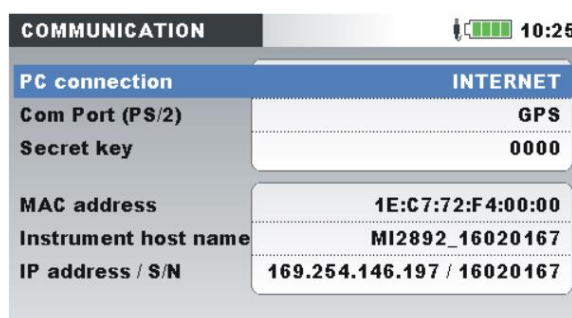 COMMUNICATION 10:25
PC connection INTERNET
Com Port (PS/2) GPS
Secret key 0000
MAC address 1E:C7:72:F4:00:00
Instrument host name MI2892_16020167
IP address / S/N 169.254.146.197 / 16020167